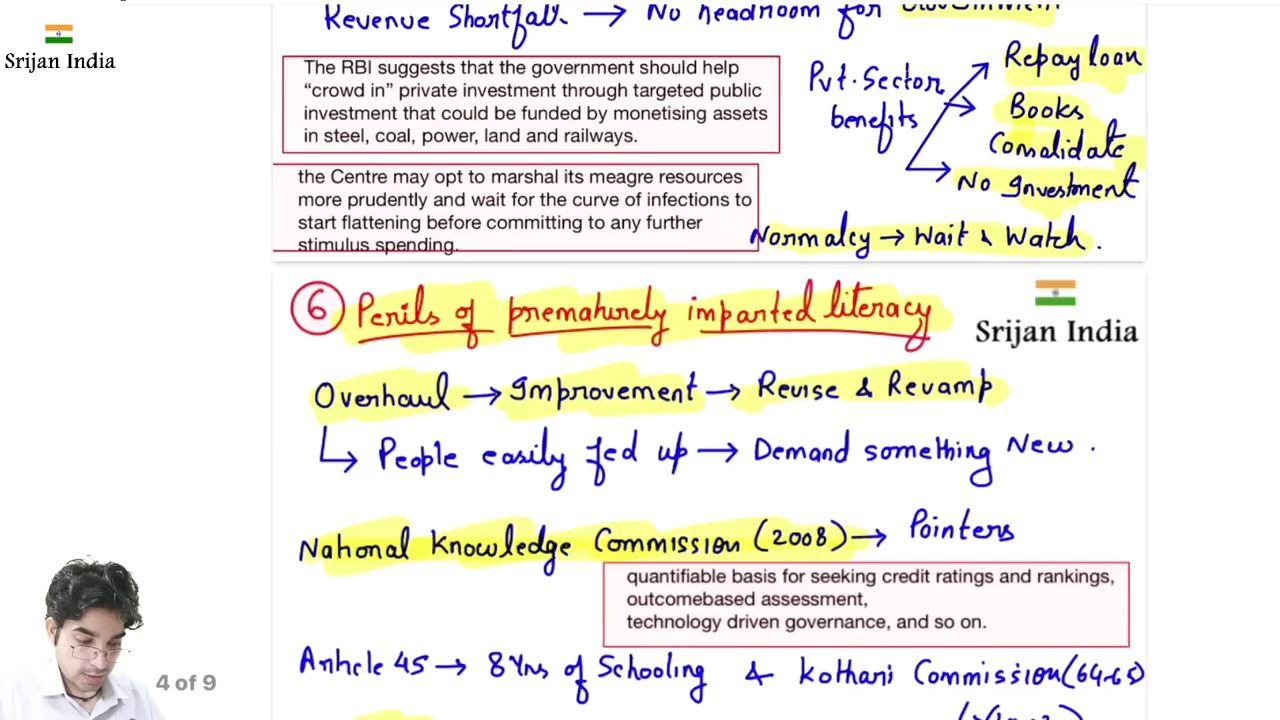 Revenue Shortfall → No headroom for Government
Srijan India
The RBI suggests that the government should help
“crowd in” private investment through targeted public
investment that could be funded by monetising assets
in steel, coal, power, land and railways.
Pvt. Sector
benefits
Repay loan
Books
Consolidate
No Investment
the Centre may opt to marshal its meagre resources
more prudently and wait for the curve of infections to
start flattening before committing to any further
stimulus spending.
Normalcy → Wait & Watch.
6 Perils of prematurely imparted literacy
Srijan India
Overhaul → Improvement → Revise & Revamp
People easily fed up → Demand something New.
National Knowledge Commission (2008) → Pointers
quantifiable basis for seeking credit ratings and rankings,
outcomebased assessment,
technology driven governance, and so on.
Article 45 → 8 Yrs of Schooling & Kothari Commission (64-65)
4 of 9